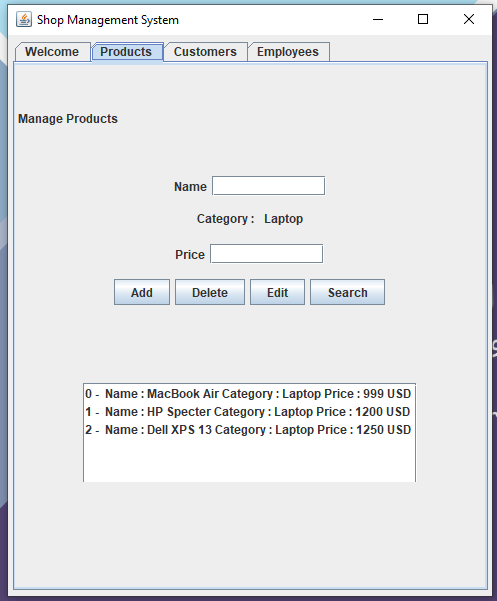 Shop Management System
Welcome Products Customers Employees
Manage Products
Name
Category : Laptop
Price
Add Delete Edit Search
0 - Name : MacBook Air Category : Laptop Price : 999 USD
1 - Name : HP Specter Category : Laptop Price : 1200 USD
2 - Name : Dell XPS 13 Category : Laptop Price : 1250 USD